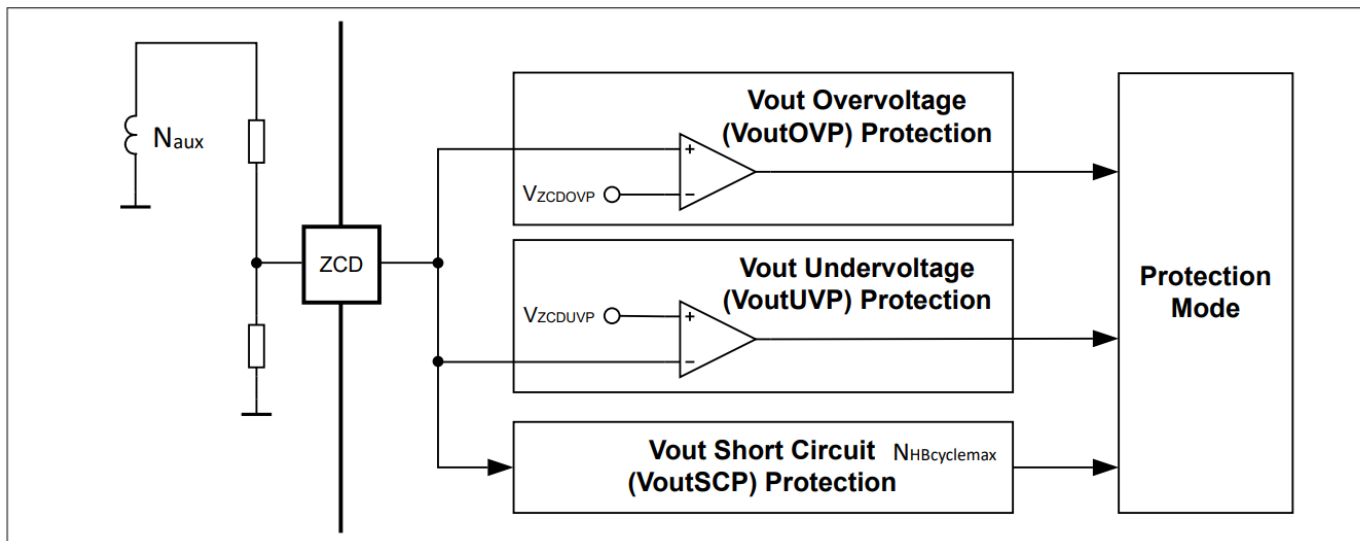 Naux
ZCD
Vout Overvoltage
(VoutOVP) Protection
+
VZCDOVP
−
Vout Undervoltage
(VoutUVP) Protection
VZCDUVP
+
−
Vout Short Circuit NHBcyclemax
(VoutSCP) Protection
Protection
Mode